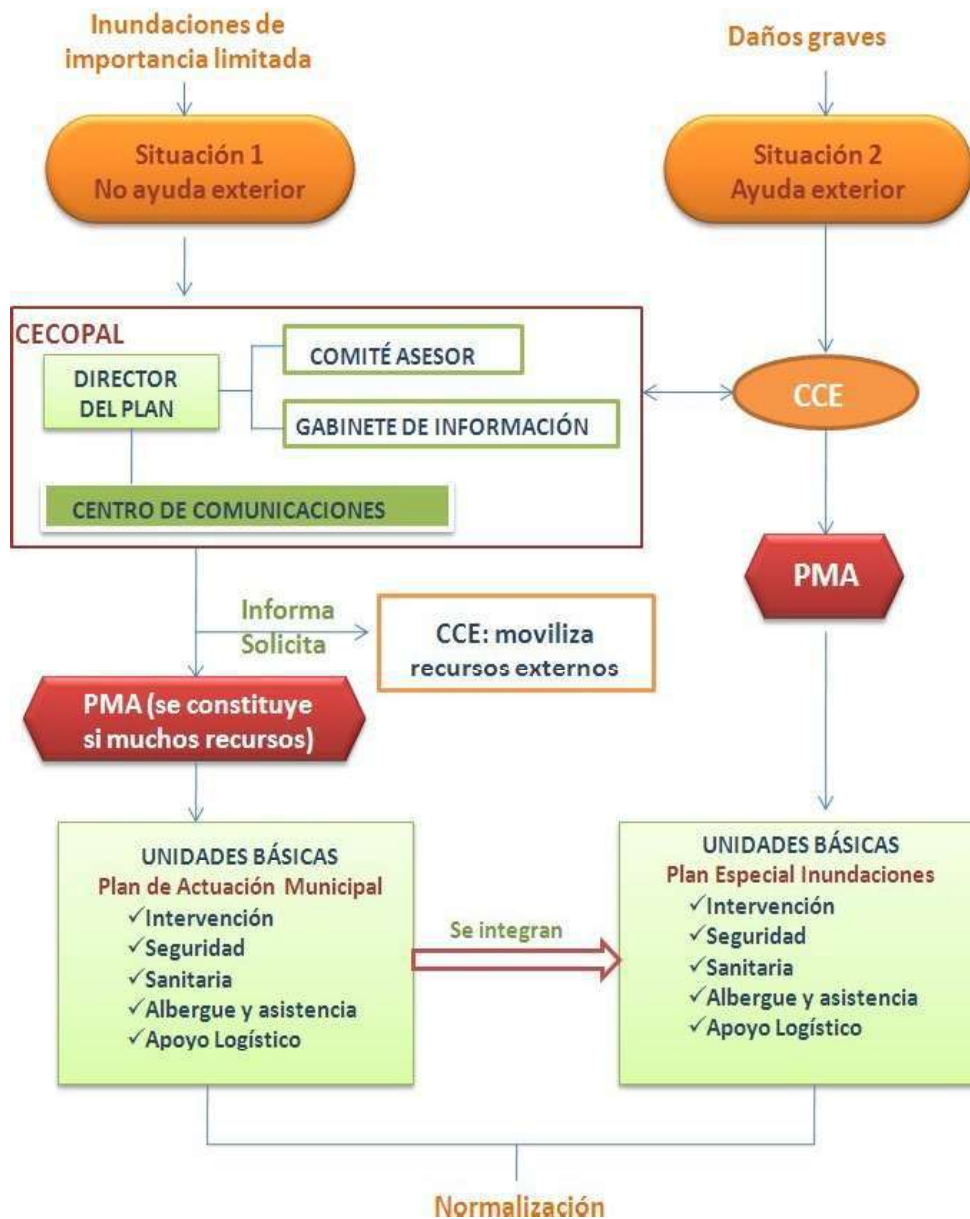 Inundaciones de
importancia limitada
Daños graves
Situación 1
No ayuda exterior
Situación 2
Ayuda exterior
CECOPAL
DIRECTOR
DEL PLAN
COMITÉ ASESOR
GABINETE DE INFORMACIÓN
CENTRO DE COMUNICACIONES
CCE
PMA
Informa
Solicita
CCE: moviliza
recursos externos
PMA (se constituye
si muchos recursos)
UNIDADES BÁSICAS
Plan de Actuación Municipal
✓Intervención
✓Seguridad
✓Sanitaria
✓Albergue y asistencia
✓Apoyo Logístico
Se integran
UNIDADES BÁSICAS
Plan Especial Inundaciones
✓Intervención
✓Seguridad
✓Sanitaria
✓Albergue y asistencia
✓Apoyo Logístico
Normalización